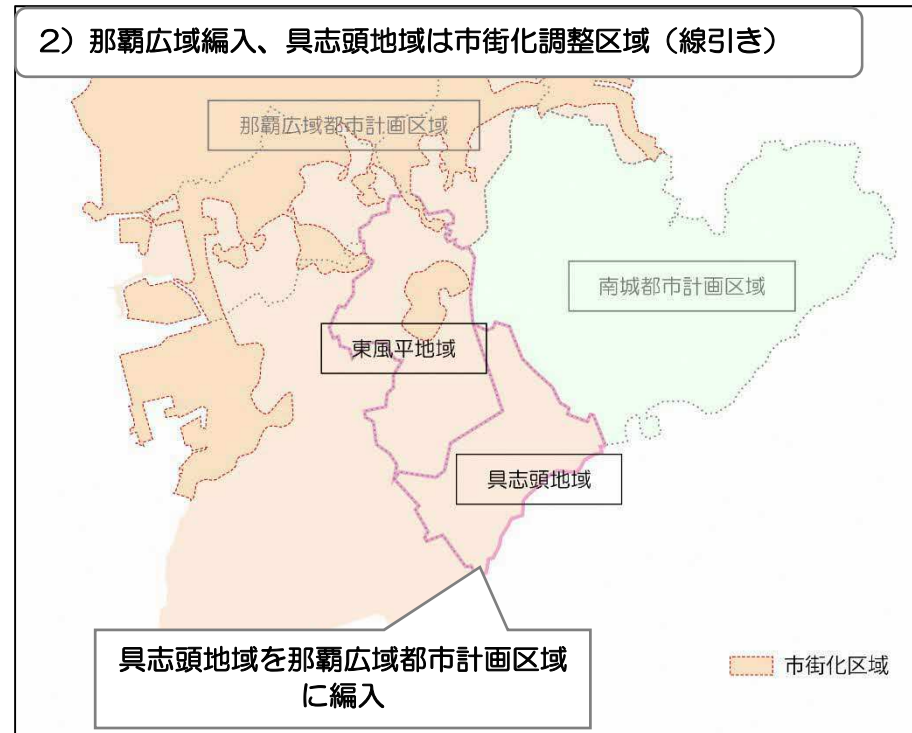 ２）那覇広域編入、具志頭地域は市街化調整区域（線引き）
那覇広域都市計画区域
南城都市計画区域
東風平地域
具志頭地域
具志頭地域を那覇広域都市計画区域
に編入
市街化区域